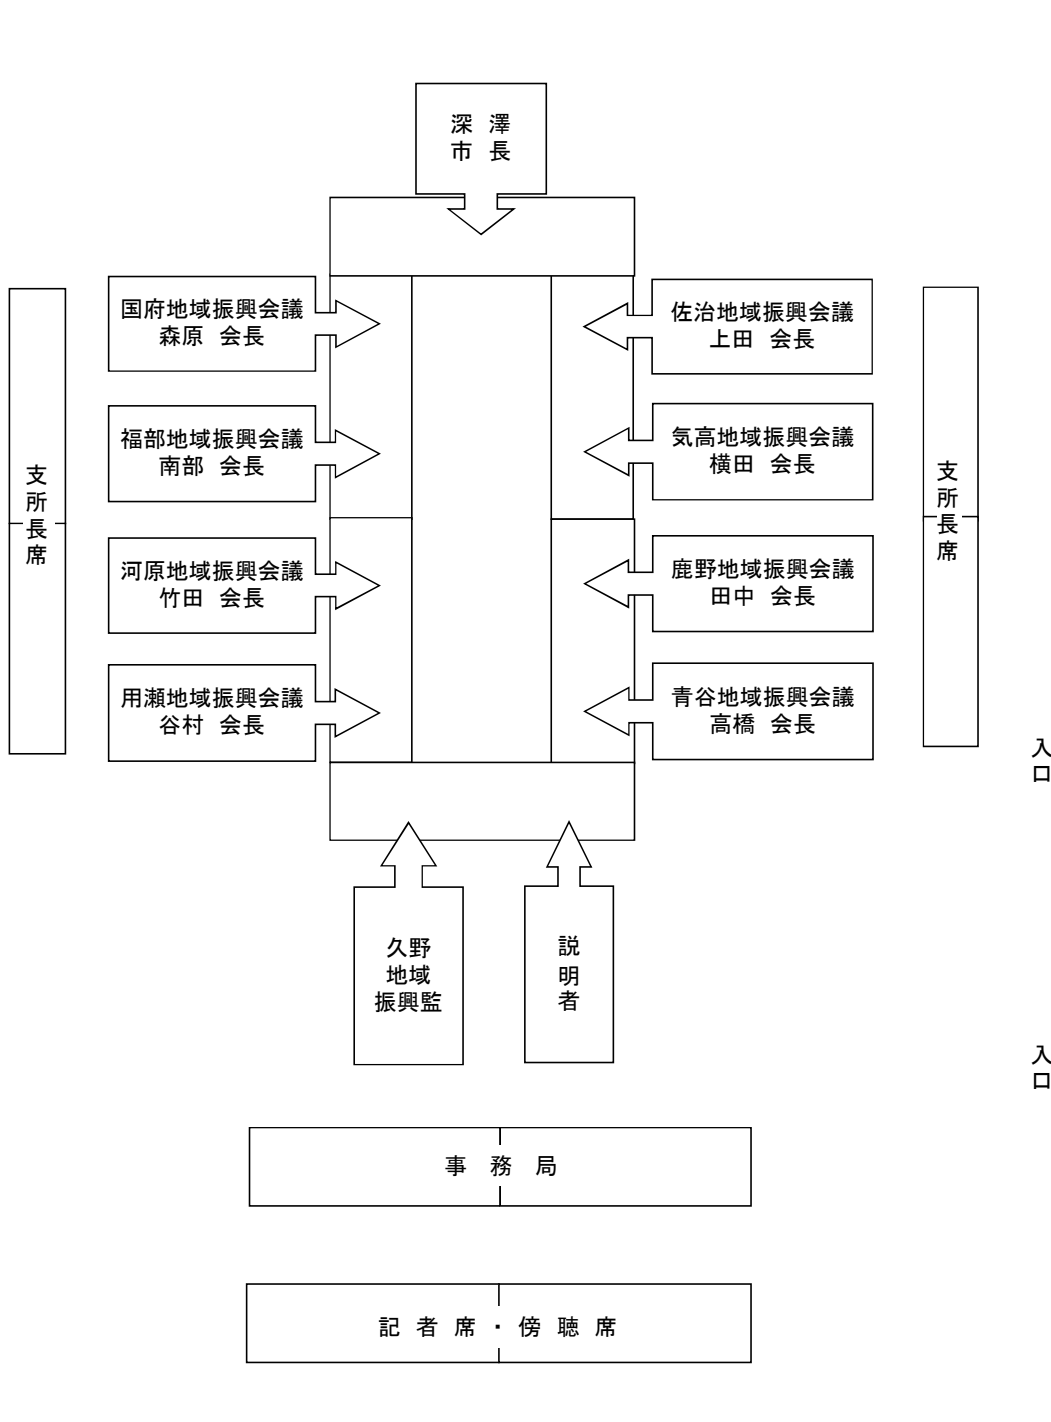 深 澤
市 長
国府地域振興会議
森原 会長
福部地域振興会議
南部 会長
河原地域振興会議
竹田 会長
用瀬地域振興会議
谷村 会長
佐治地域振興会議
上田 会長
気高地域振興会議
横田 会長
鹿野地域振興会議
田中 会長
青谷地域振興会議
高橋 会長
支所長席
支所長席
入口
久野
地域
振興監
説明者
入口
事 務 局
記 者 席 ・ 傍 聴 席